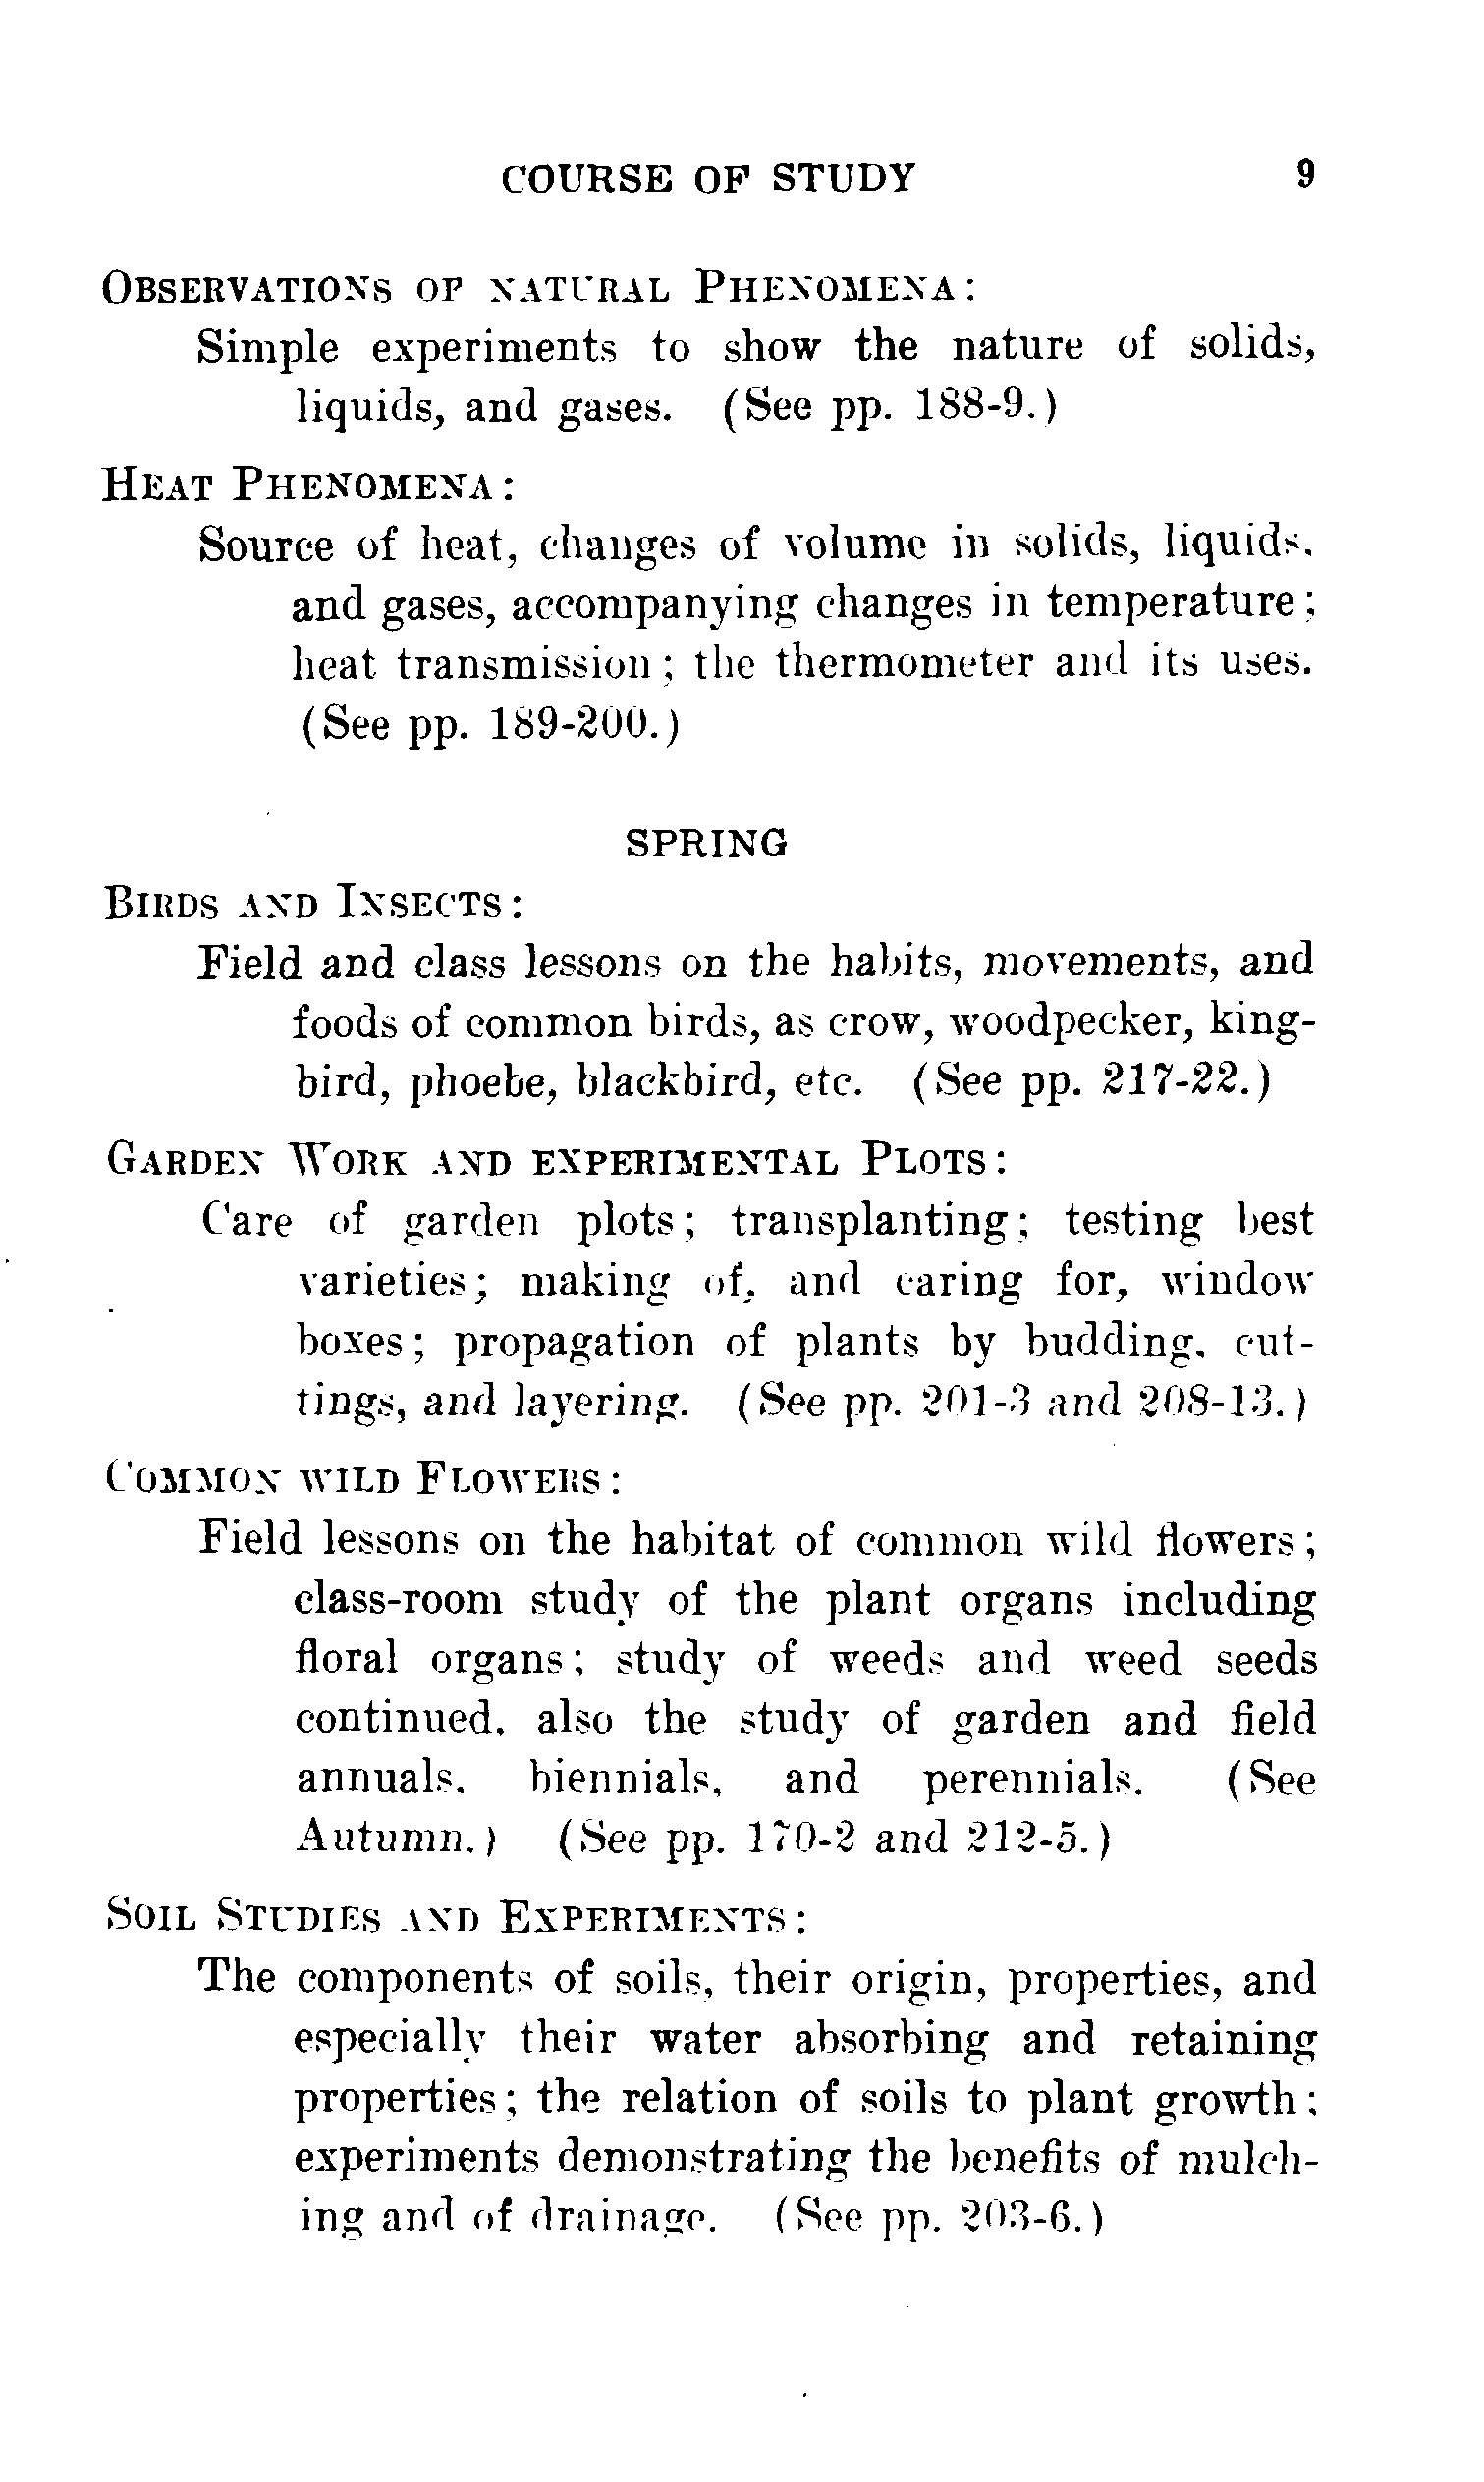 COURSE OF STUDY 9
OBSERVATIONS OF NATURAL PHENOMENA:
Simple experiments to show the nature of solids,
liquids, and gases. (See pp. 188-9.)
HEAT PHENOMENA:
Source of heat, changes of volume in solids, liquids,
and gases, accompanying changes in temperature;
heat transmission; the thermometer and its uses.
(See pp. 189-200.)
SPRING
BIRDS AND INSECTS:
Field and class lessons on the habits, movements, and
foods of common birds, as crow, woodpecker, king-
bird, phoebe, blackbird, etc. (See pp. 217-22.)
GARDEN WORK AND EXPERIMENTAL PLOTS:
Care of garden plots; transplanting; testing best
varieties; making of, and caring for, window
boxes; propagation of plants by budding, cut-
tings, and layering. (See pp. 201-3 and 208-13.)
COMMON WILD FLOWERS:
Field lessons on the habitat of common wild flowers;
class-room study of the plant organs including
floral organs; study of weeds and weed seeds
continued, also the study of garden and field
annuals, biennials, and perennials. (See
Autumn.) (See pp. 170-2 and 212-5.)
SOIL STUDIES AND EXPERIMENTS:
The components of soils, their origin, properties, and
especially their water absorbing and retaining
properties; the relation of soils to plant growth;
experiments demonstrating the benefits of mulch-
ing and of drainage. (See pp. 203-6.)